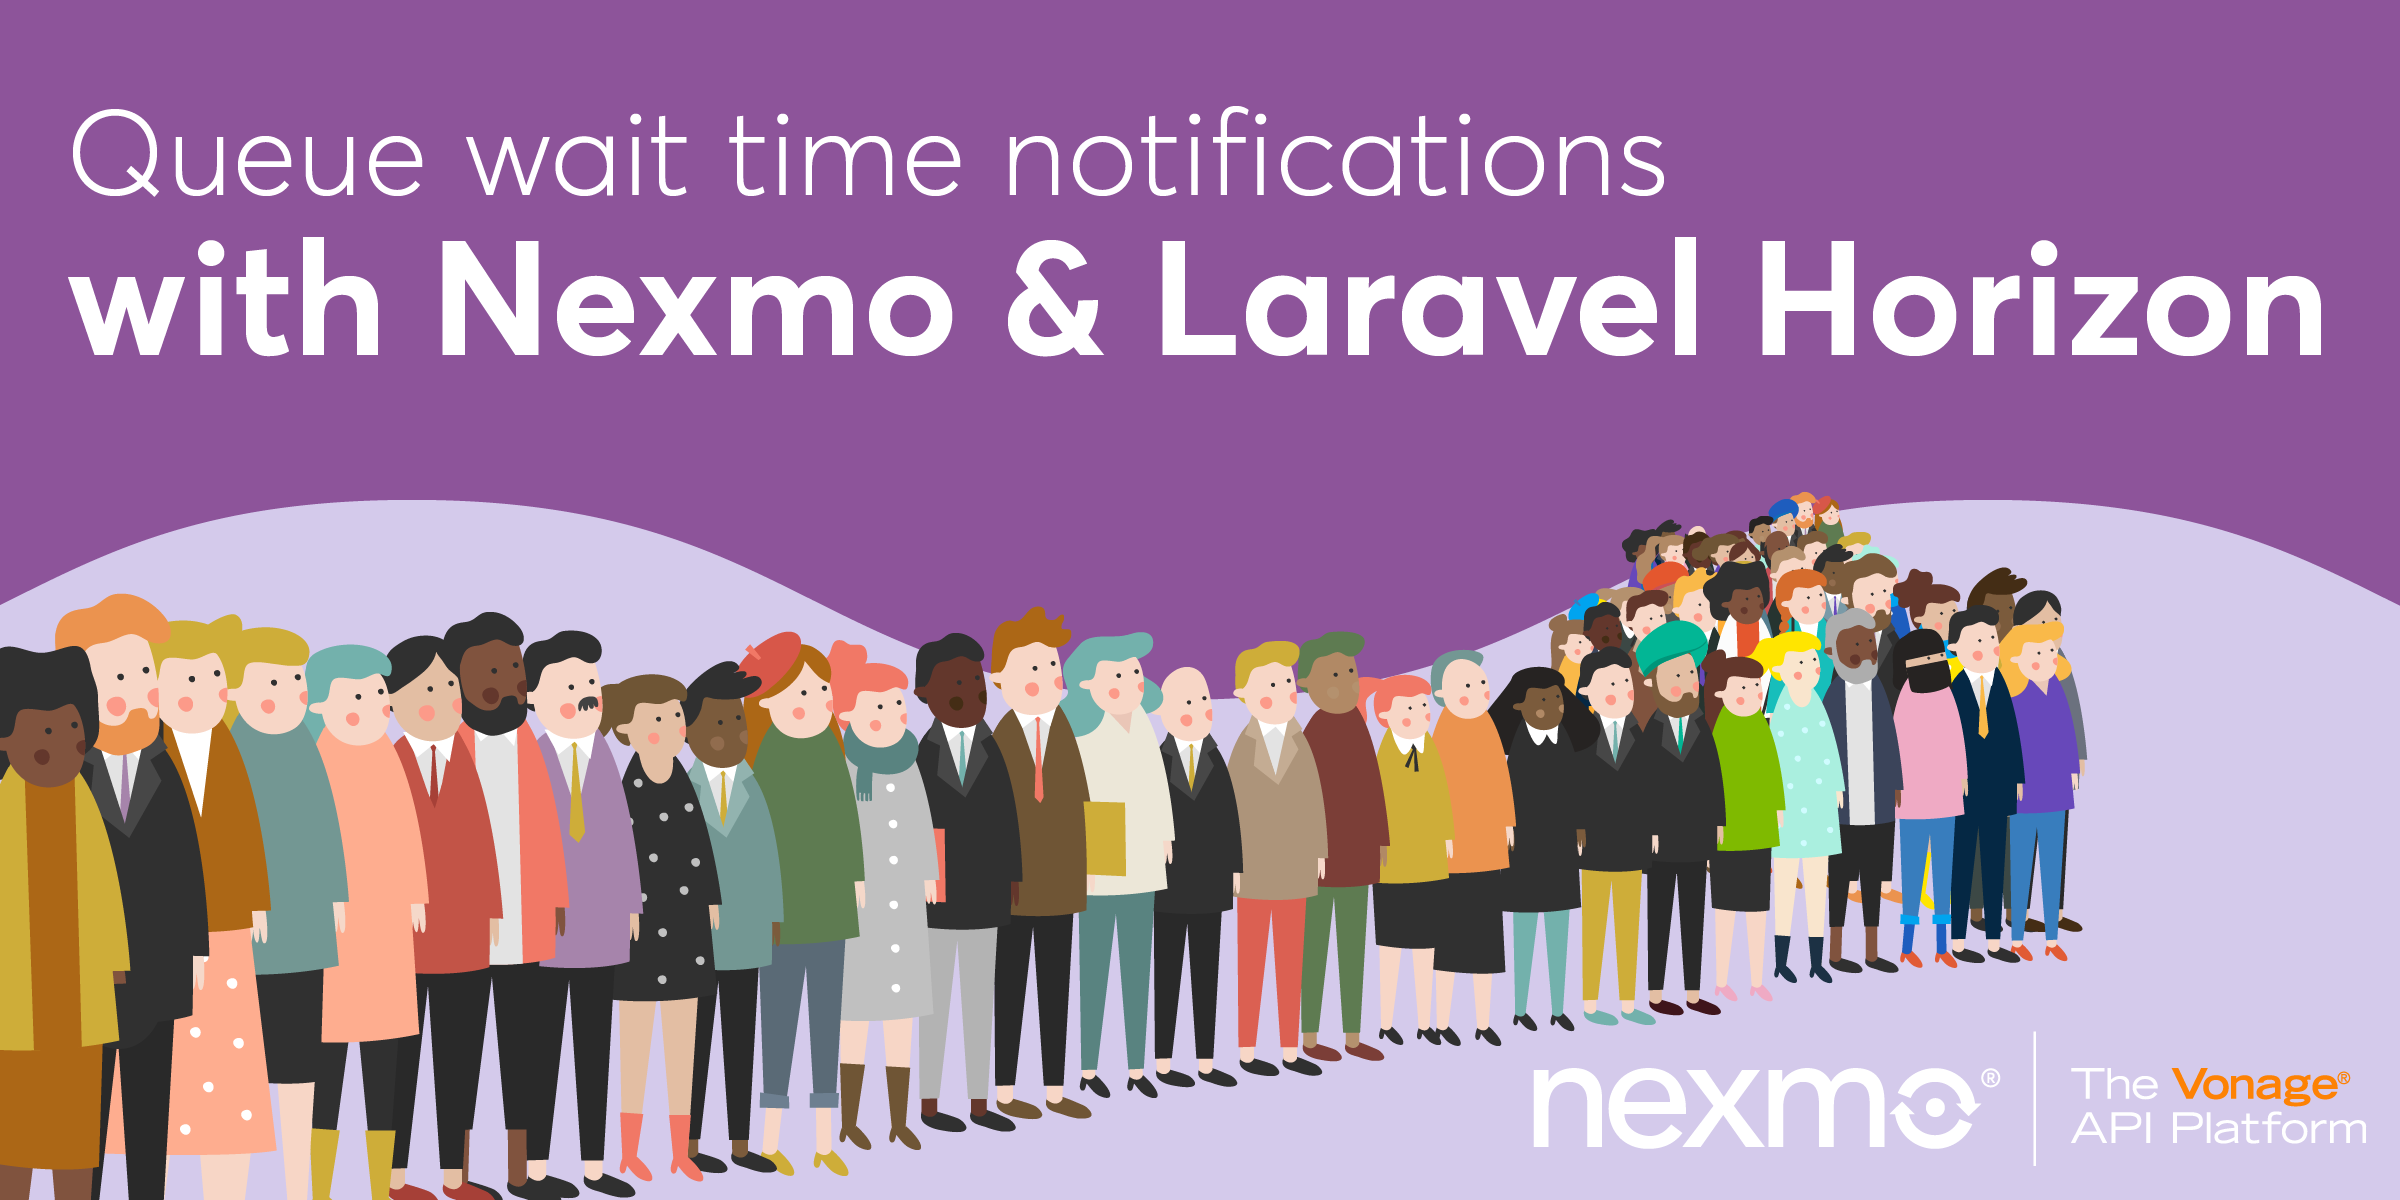 Queue wait time notifications
with Nexmo & Laravel Horizon
nexmo®
The Vonage®
API Platform